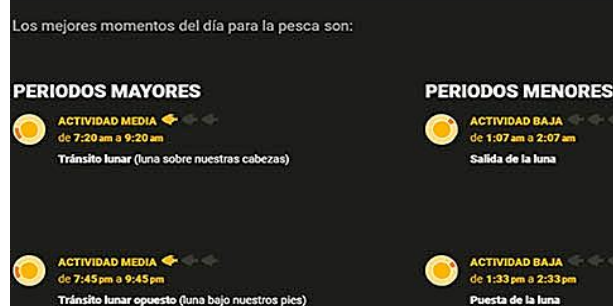 Los mejores momentos del día para la pesca son:
PERIODOS MAYORES
ACTIVIDAD MEDIA
de 7:20 am a 9:20 am
Tránsito lunar (luna sobre nuestras cabezas)
PERIODOS MENORES
ACTIVIDAD BAJA
de 1:07 am a 2:07 am
Salida de la luna
ACTIVIDAD MEDIA
de 7:45 pm a 9:45 pm
Tránsito lunar opuesto (luna bajo nuestros pies)
ACTIVIDAD BAJA
de 1:33 pm a 2:33 pm
Puesta de la luna